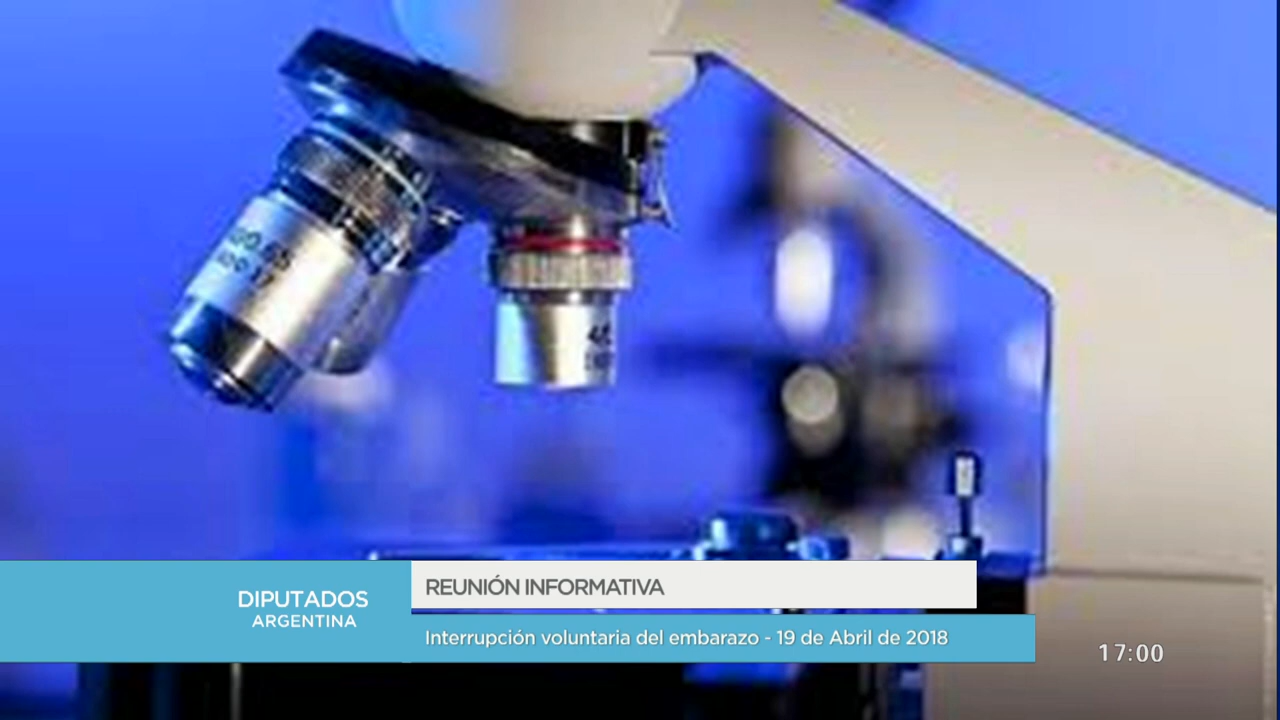 DIPUTADOS
ARGENTINA
REUNIÓN INFORMATIVA
Interrupción voluntaria del embarazo - 19 de Abril de 2018
17:00